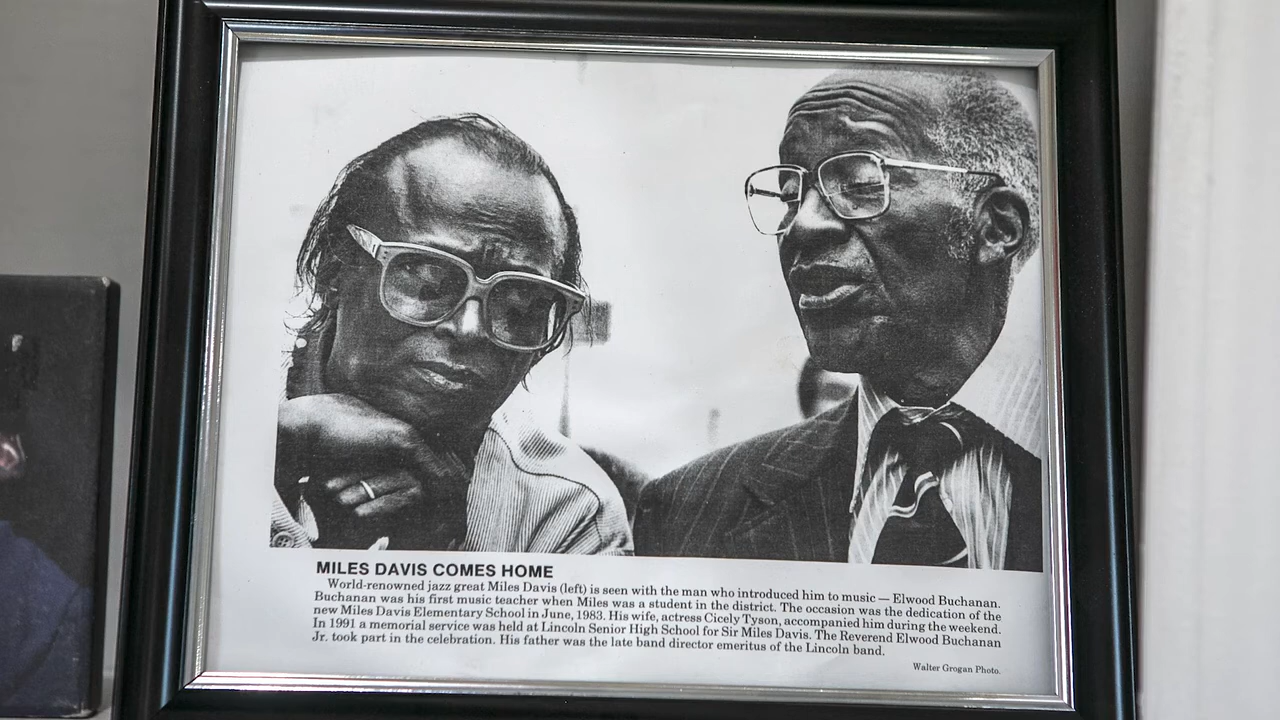 MILES DAVIS COMES HOME
World-renowned jazz great Miles Davis (left) is seen with the man who introduced him to music — Elwood Buchanan.
Buchanan was his first music teacher when Miles was a student in the district. The occasion was the dedication of the
new Miles Davis Elementary School in June, 1983. His wife, actress Cicely Tyson, accompanied him during the weekend.
In 1991 a memorial service was held at Lincoln Senior High School for Sir Miles Davis. The Reverend Elwood Buchanan
Jr. took part in the celebration. His father was the late band director emeritus of the Lincoln band.
Walter Grogan Photo.